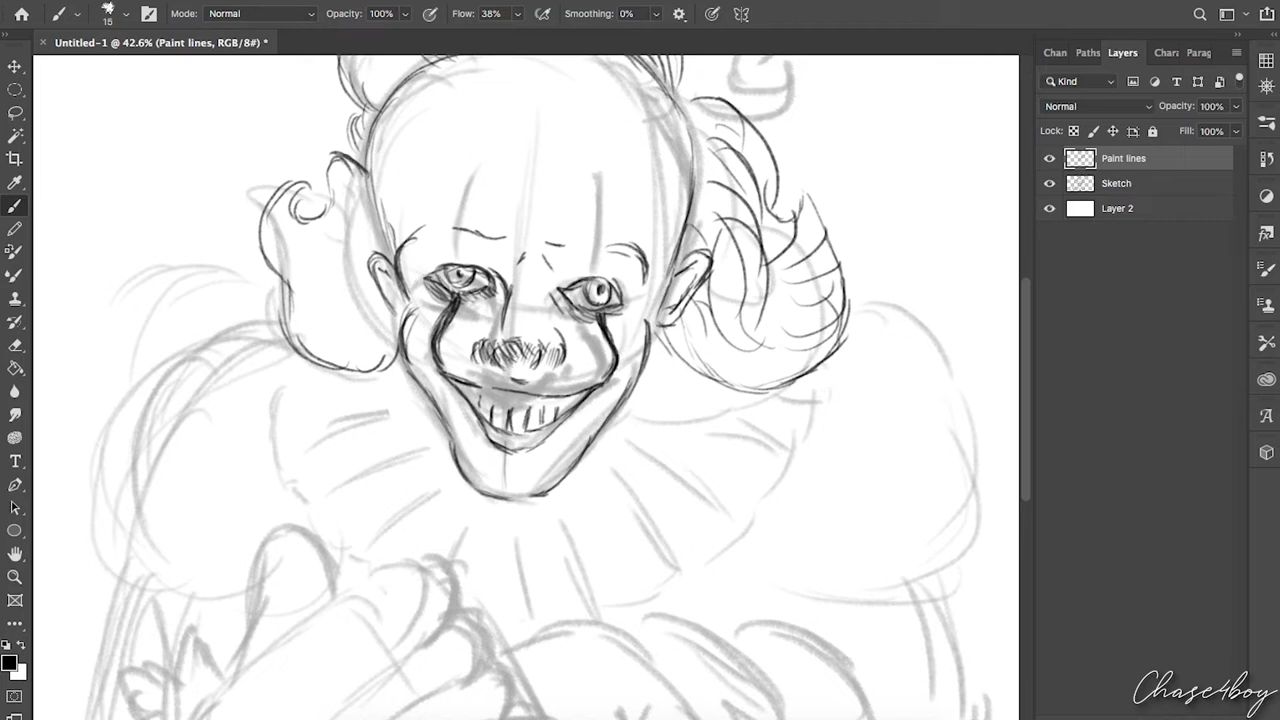 Mode: Normal Opacity: 100% Flow: 38% Smoothing: 0%
15
Untitled-1 @ 42.6% (Paint lines, RGB/8#) *
Chan Paths Layers Chara Parag
Kind
Normal Opacity: 100%
Lock: Fill: 100%
Paint lines
Sketch
Layer 2
Chase4boy